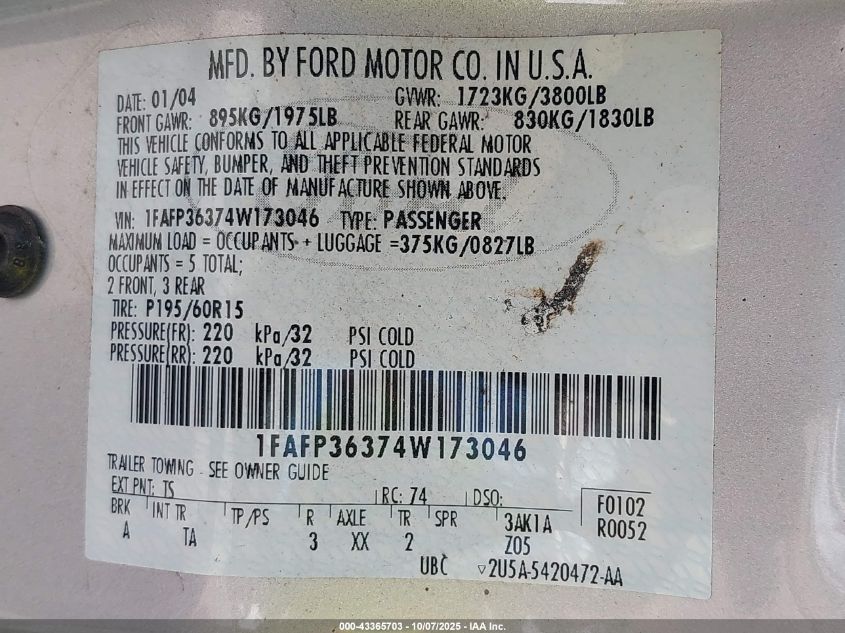 MFD. BY FORD MOTOR CO. IN U.S.A.
DATE: 01/04 GVWR: 1723KG/3800LB
FRONT GAWR: 895KG/1975LB REAR GAWR: 830KG/1830LB
THIS VEHICLE CONFORMS TO ALL APPLICABLE FEDERAL MOTOR
VEHICLE SAFETY, BUMPER, AND THEFT PREVENTION STANDARDS
IN EFFECT ON THE DATE OF MANUFACTURE SHOWN ABOVE.
VIN: 1FAFP36374W173046 TYPE: PASSENGER
MAXIMUM LOAD = OCCUPANTS + LUGGAGE =375KG/0827LB
OCCUPANTS = 5 TOTAL;
2 FRONT, 3 REAR
TIRE: P195/60R15
PRESSURE(FR): 220 kPa/32 PSI COLD
PRESSURE(RR): 220 kPa/32 PSI COLD
1FAFP36374W173046
TRAILER TOWING - SEE OWNER GUIDE
EXT PNT: TS RC: 74 DSO:
F0102
R0052
BRK INT TR TP/PS R AXLE TR SPR 3AK1A
A TA 3 XX 2 Z05
UBC ▽2U5A-5420472-AA
000-43365703 - 10/07/2025 - IAA Inc.